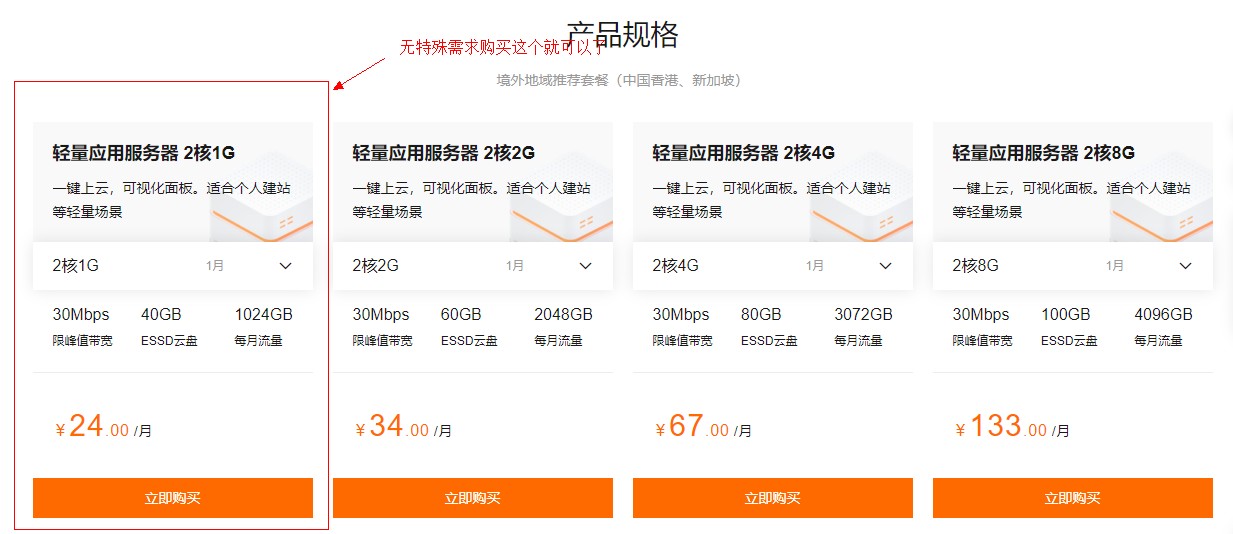 产品规格
无特殊需求购买这个就可以了
境外地域推荐套餐（中国香港、新加坡）
轻量应用服务器 2核1G
一键上云，可视化面板。适合个人建站
等轻量场景
2核1G 1月
30Mbps 40GB 1024GB
限峰值带宽 ESSD云盘 每月流量
¥24.00 /月
立即购买
轻量应用服务器 2核2G
一键上云，可视化面板。适合个人建站
等轻量场景
2核2G 1月
30Mbps 60GB 2048GB
限峰值带宽 ESSD云盘 每月流量
¥34.00 /月
立即购买
轻量应用服务器 2核4G
一键上云，可视化面板。适合个人建站
等轻量场景
2核4G 1月
30Mbps 80GB 3072GB
限峰值带宽 ESSD云盘 每月流量
¥67.00 /月
立即购买
轻量应用服务器 2核8G
一键上云，可视化面板。适合个人建站
等轻量场景
2核8G 1月
30Mbps 100GB 4096GB
限峰值带宽 ESSD云盘 每月流量
¥133.00 /月
立即购买